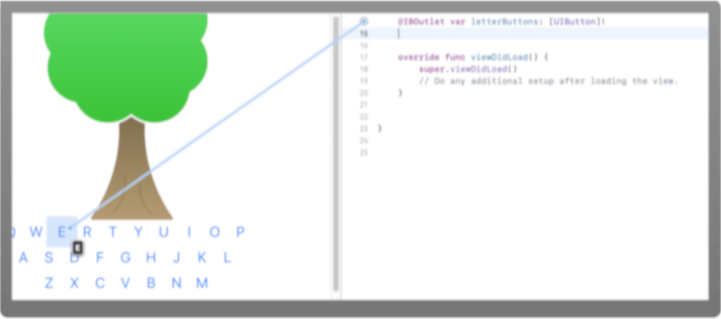 Q W E R T Y U I O P
A S D F G H J K L
Z X C V B N M
@IBOutlet var letterButtons: [UIButton]!
15
16
17 override func viewDidLoad() {
18 super.viewDidLoad()
19 // Do any additional setup after loading the view.
20 }
21
22
23 }
24
25